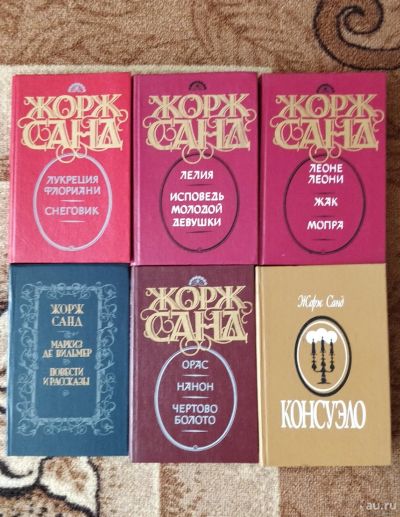 ЖОРЖ
САНД
ЛУКРЕЦИЯ
ФЛОРИАНИ
СНЕГОВИК
ЖОРЖ
САНД
ЛЕЛИЯ
ИСПОВЕДЬ
МОЛОДОЙ
ДЕВУШКИ
ЖОРЖ
САНД
ЛЕОНЕ
ЛЕОНИ
ЖАК
МОПРА
ЖОРЖ
САНД
МАРКИЗ
ДЕ ВИЛЬМЕР
ПОВЕСТИ
И РАССКАЗЫ
ЖОРЖ
САНД
ОРАС
НАНОН
ЧЕРТОВО
БОЛОТО
Жорж Санд
КОНСУЭЛО
au.ru